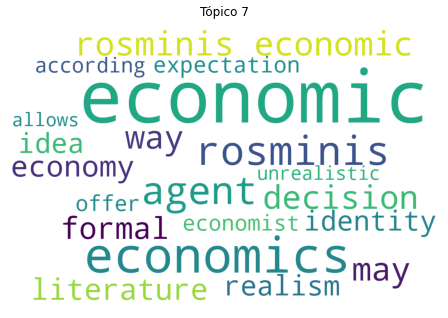 Tópico 7
rosminis economic
according expectation
economic
allows
idea way rosminis
economy unrealistic
agent decision
offer
formal economist identity
economics may
literature realism